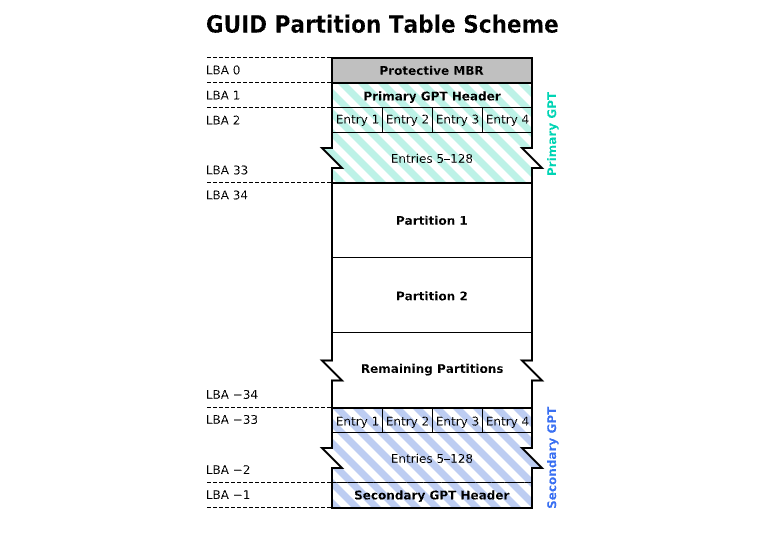 GUID Partition Table Scheme
LBA 0
Protective MBR
LBA 1
Primary GPT Header
LBA 2
Entry 1 Entry 2 Entry 3 Entry 4
Entries 5–128
LBA 33
Primary GPT
LBA 34
Partition 1
Partition 2
Remaining Partitions
LBA −34
LBA −33
Entry 1 Entry 2 Entry 3 Entry 4
Entries 5–128
LBA −2
LBA −1
Secondary GPT Header
Secondary GPT